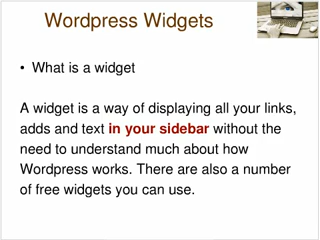 Wordpress Widgets
• What is a widget
A widget is a way of displaying all your links,
adds and text in your sidebar without the
need to understand much about how
Wordpress works. There are also a number
of free widgets you can use.